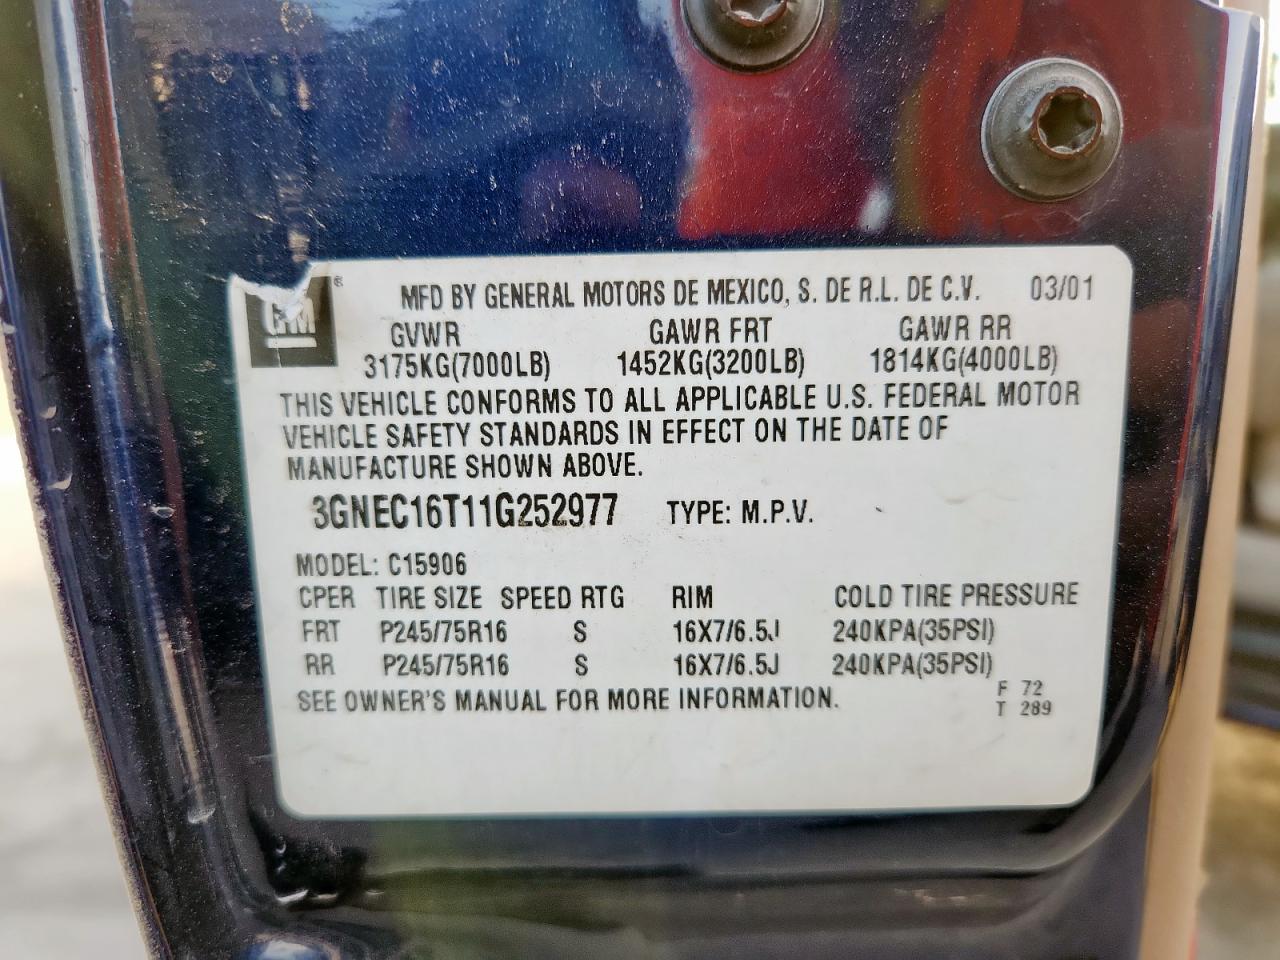 GM ®
MFD BY GENERAL MOTORS DE MEXICO, S. DE R.L. DE C.V. 03/01
GVWR GAWR FRT GAWR RR
3175KG(7000LB) 1452KG(3200LB) 1814KG(4000LB)
THIS VEHICLE CONFORMS TO ALL APPLICABLE U.S. FEDERAL MOTOR
VEHICLE SAFETY STANDARDS IN EFFECT ON THE DATE OF
MANUFACTURE SHOWN ABOVE.
3GNEC16T11G252977 TYPE: M.P.V.
MODEL: C15906
CPER TIRE SIZE SPEED RTG RIM COLD TIRE PRESSURE
FRT P245/75R16 S 16X7/6.5J 240KPA(35PSI)
RR P245/75R16 S 16X7/6.5J 240KPA(35PSI)
SEE OWNER'S MANUAL FOR MORE INFORMATION.
F 72
T 289